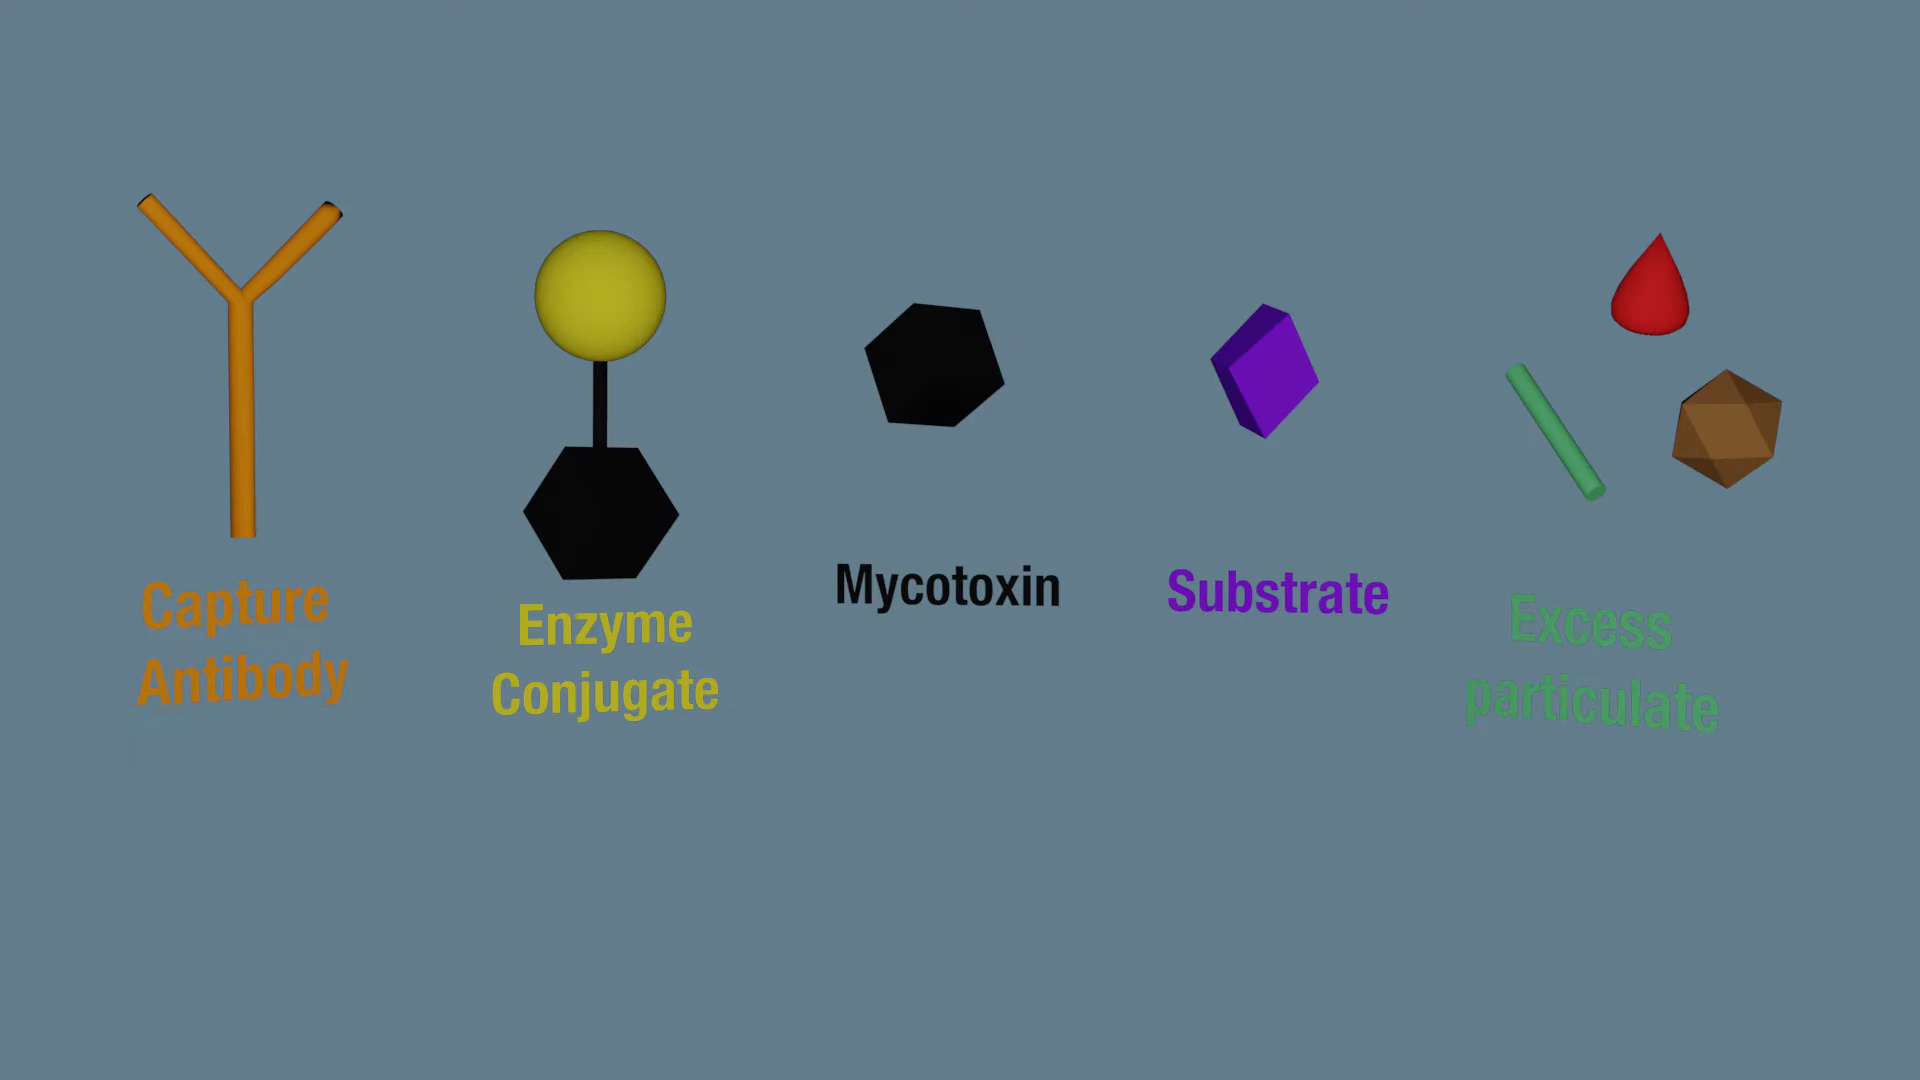 Capture
Antibody
Enzyme
Conjugate
Mycotoxin
Substrate
Excess
particulate